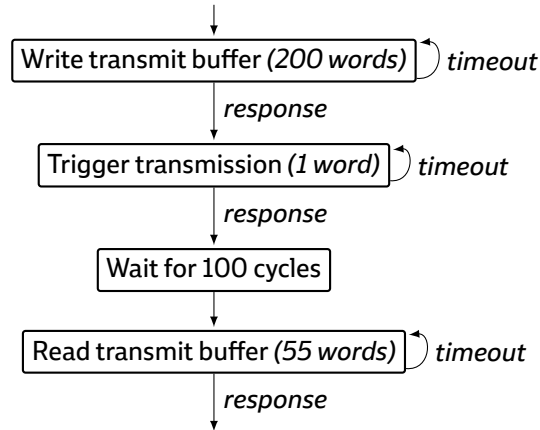 Write transmit buffer (200 words) timeout
response
Trigger transmission (1 word) timeout
response
Wait for 100 cycles
Read transmit buffer (55 words) timeout
response